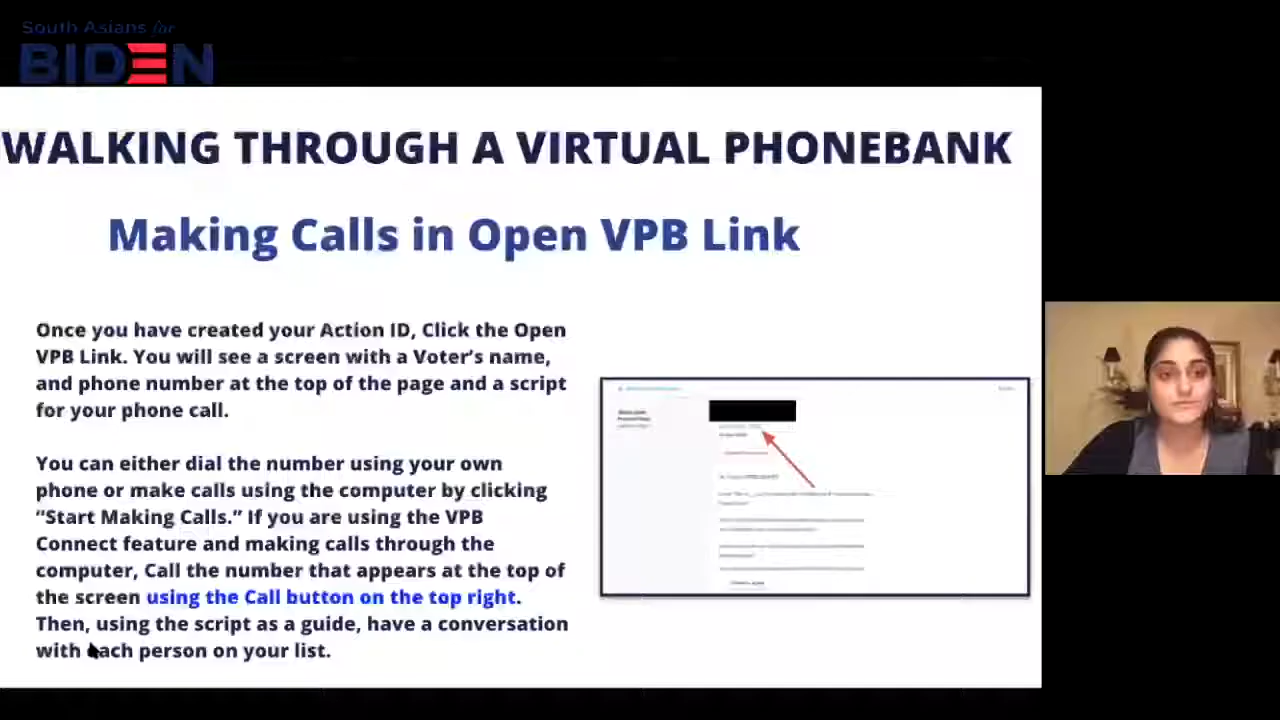 South Asians for
BIDEN
WALKING THROUGH A VIRTUAL PHONEBANK
Making Calls in Open VPB Link
Once you have created your Action ID, Click the Open
VPB Link. You will see a screen with a Voter's name,
and phone number at the top of the page and a script
for your phone call.
You can either dial the number using your own
phone or make calls using the computer by clicking
“Start Making Calls.” If you are using the VPB
Connect feature and making calls through the
computer, Call the number that appears at the top of
the screen using the Call button on the top right.
Then, using the script as a guide, have a conversation
with each person on your list.